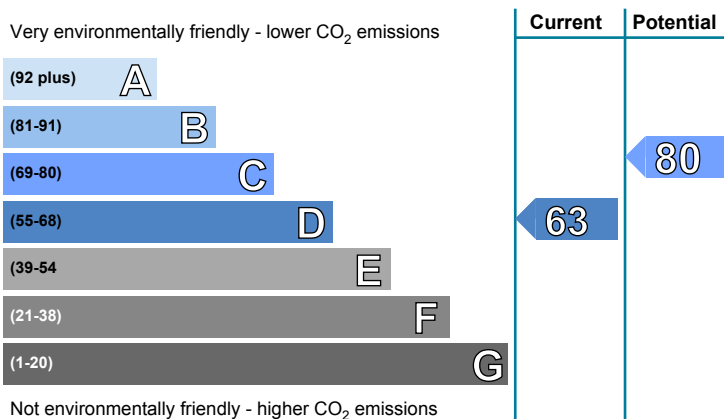 Current Potential
Very environmentally friendly - lower CO2 emissions
(92 plus) A
(81-91) B
(69-80) C
80
(55-68) D
63
(39-54 E
(21-38) F
(1-20) G
Not environmentally friendly - higher CO2 emissions